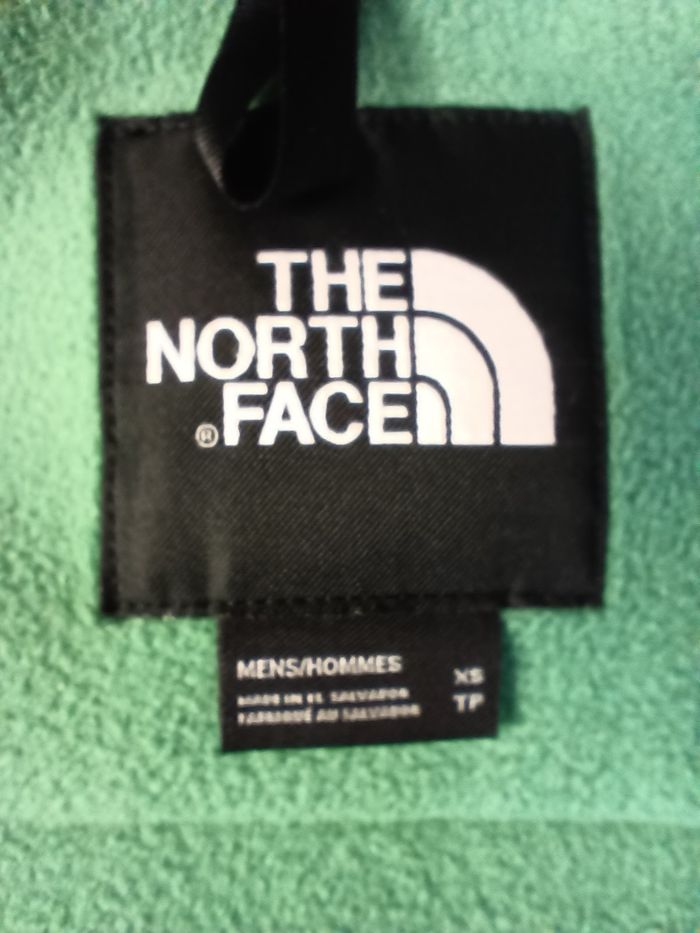 THE
NORTH
FACE
®
MENS/HOMMES
XS
MADE IN EL SALVADOR
FABRIQUÉ AU SALVADOR
TP